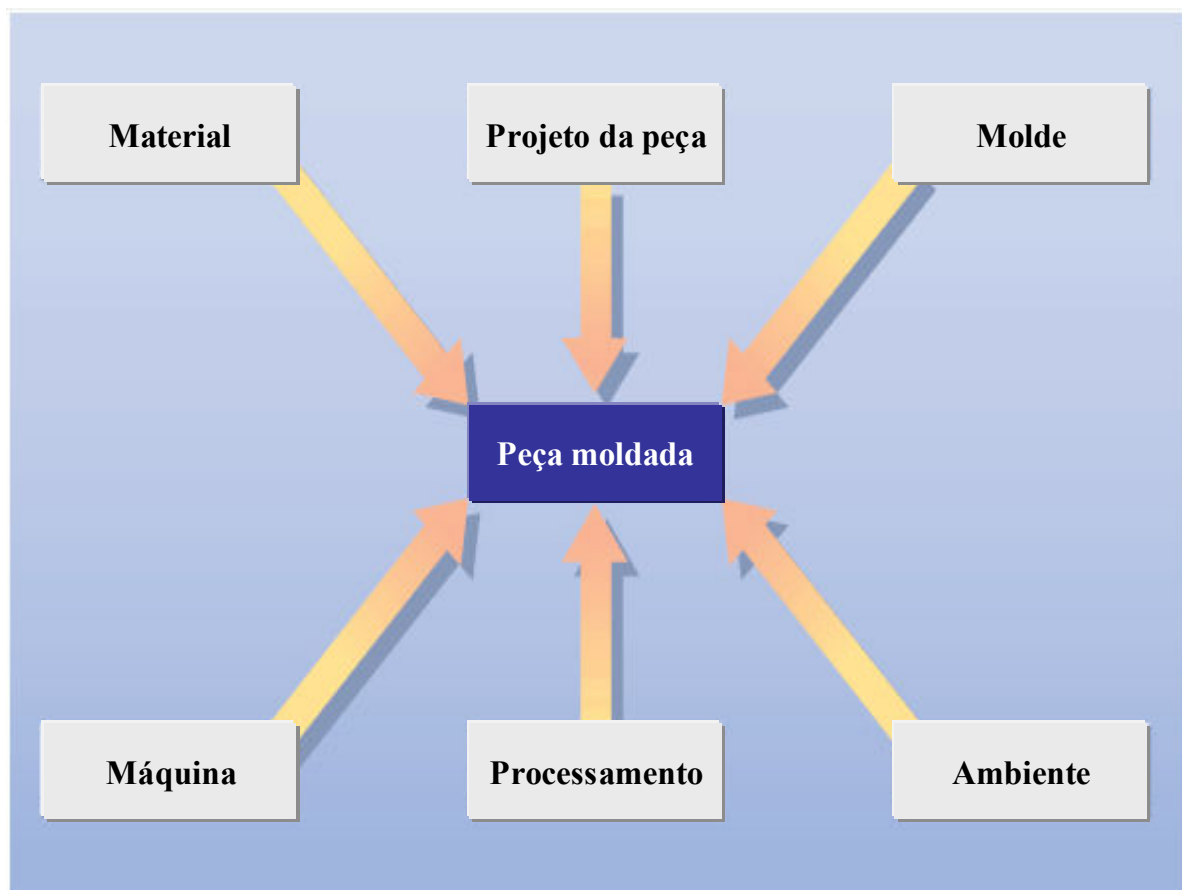 Material
Projeto da peça
Molde
Peça moldada
Máquina
Processamento
Ambiente